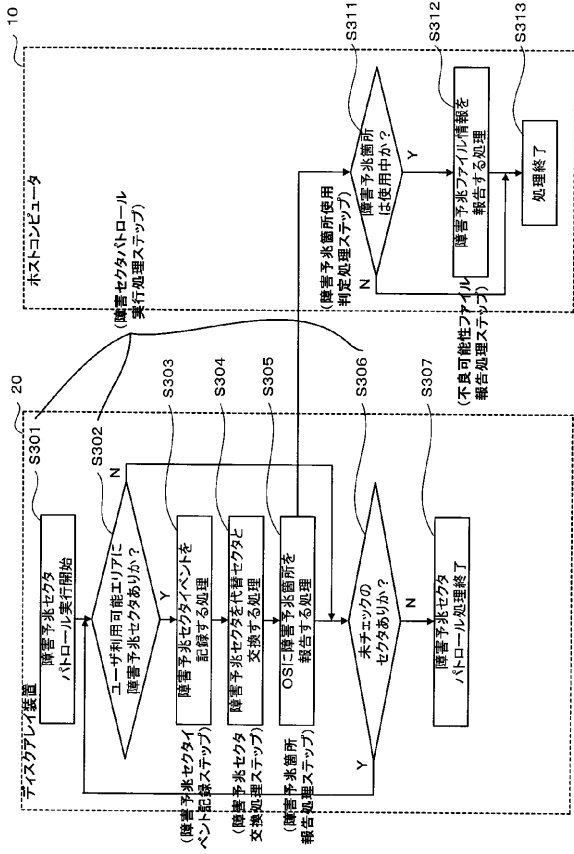 20
ディスクアレイ装置
S301
障害予兆セクタ
パトロール実行開始
S302
ユーザ利用可能エリアに
障害予兆セクタありか?
N
Y
(障害セクタパトロール
実行処理ステップ)
S303
障害予兆セクタイベントを
記録する処理
(障害予兆セクタイ
ベント記録ステップ)
S304
障害予兆セクタを代替セクタと
交換する処理
(障害予兆セクタ
交換処理ステップ)
S305
OSに障害予兆箇所を
報告する処理
(障害予兆箇所
報告処理ステップ)
S306
未チェックの
セクタありか?
Y
N
S307
障害予兆セクタ
パトロール処理終了
10
ホストコンピュータ
S311
障害予兆箇所
は使用中か?
(障害予兆箇所使用
判定処理ステップ)
N
Y
S312
障害予兆ファイル情報を
報告する処理
(不良可能性ファイル
報告処理ステップ)
S313
処理終了